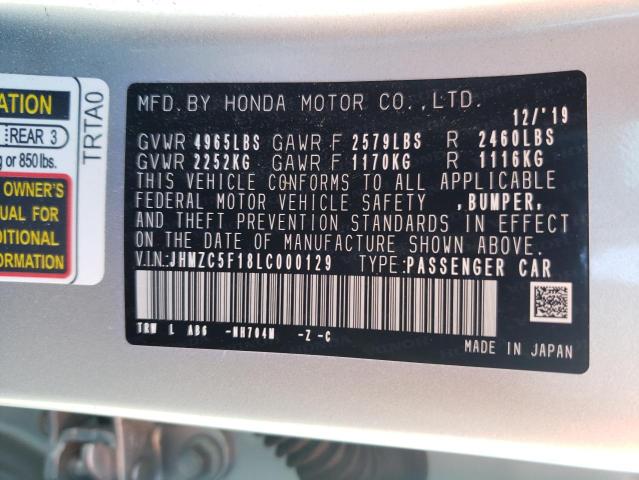 ATION
REAR 3
g or 850 lbs.
OWNER'S
UAL FOR
DITIONAL
ORMATION
TRTA0
MFD. BY HONDA MOTOR CO.,LTD.
12/'19
GVWR 4965LBS GAWR F 2579LBS R 2460LBS
GVWR 2252KG GAWR F 1170KG R 1116KG
THIS VEHICLE CONFORMS TO ALL APPLICABLE
FEDERAL MOTOR VEHICLE SAFETY ,BUMPER,
AND THEFT PREVENTION STANDARDS IN EFFECT
ON THE DATE OF MANUFACTURE SHOWN ABOVE.
V.I.N:JHMZC5F18LC000129 TYPE:PASSENGER CAR
TRW L AB6 -NH704M -Z -C
MADE IN JAPAN